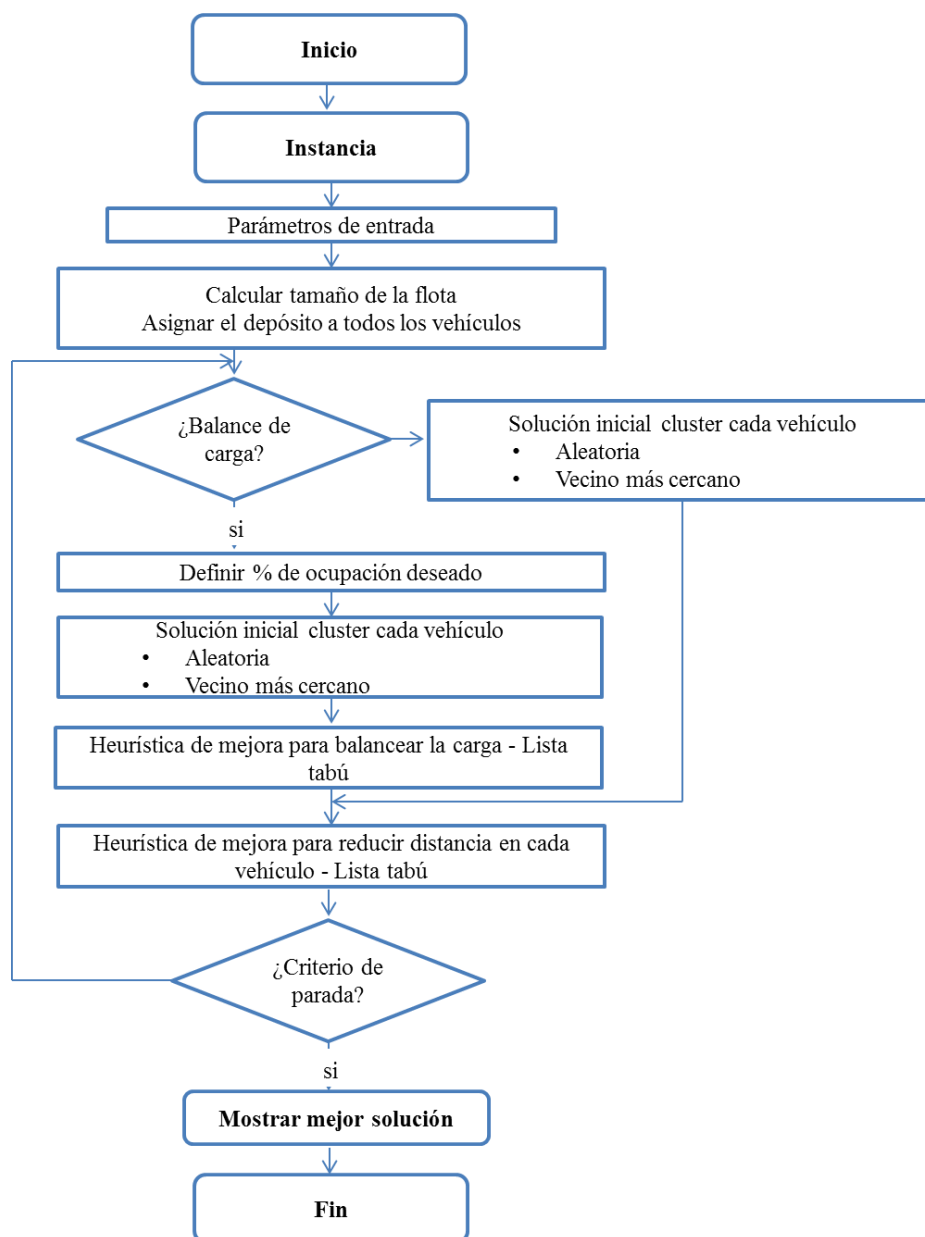 Inicio
Instancia
Parámetros de entrada
Calcular tamaño de la flota
Asignar el depósito a todos los vehículos
¿Balance de
carga?
Solución inicial cluster cada vehículo
• Aleatoria
• Vecino más cercano
si
Definir % de ocupación deseado
Solución inicial cluster cada vehículo
• Aleatoria
• Vecino más cercano
Heurística de mejora para balancear la carga - Lista
tabú
Heurística de mejora para reducir distancia en cada
vehículo - Lista tabú
¿Criterio de
parada?
si
Mostrar mejor solución
Fin